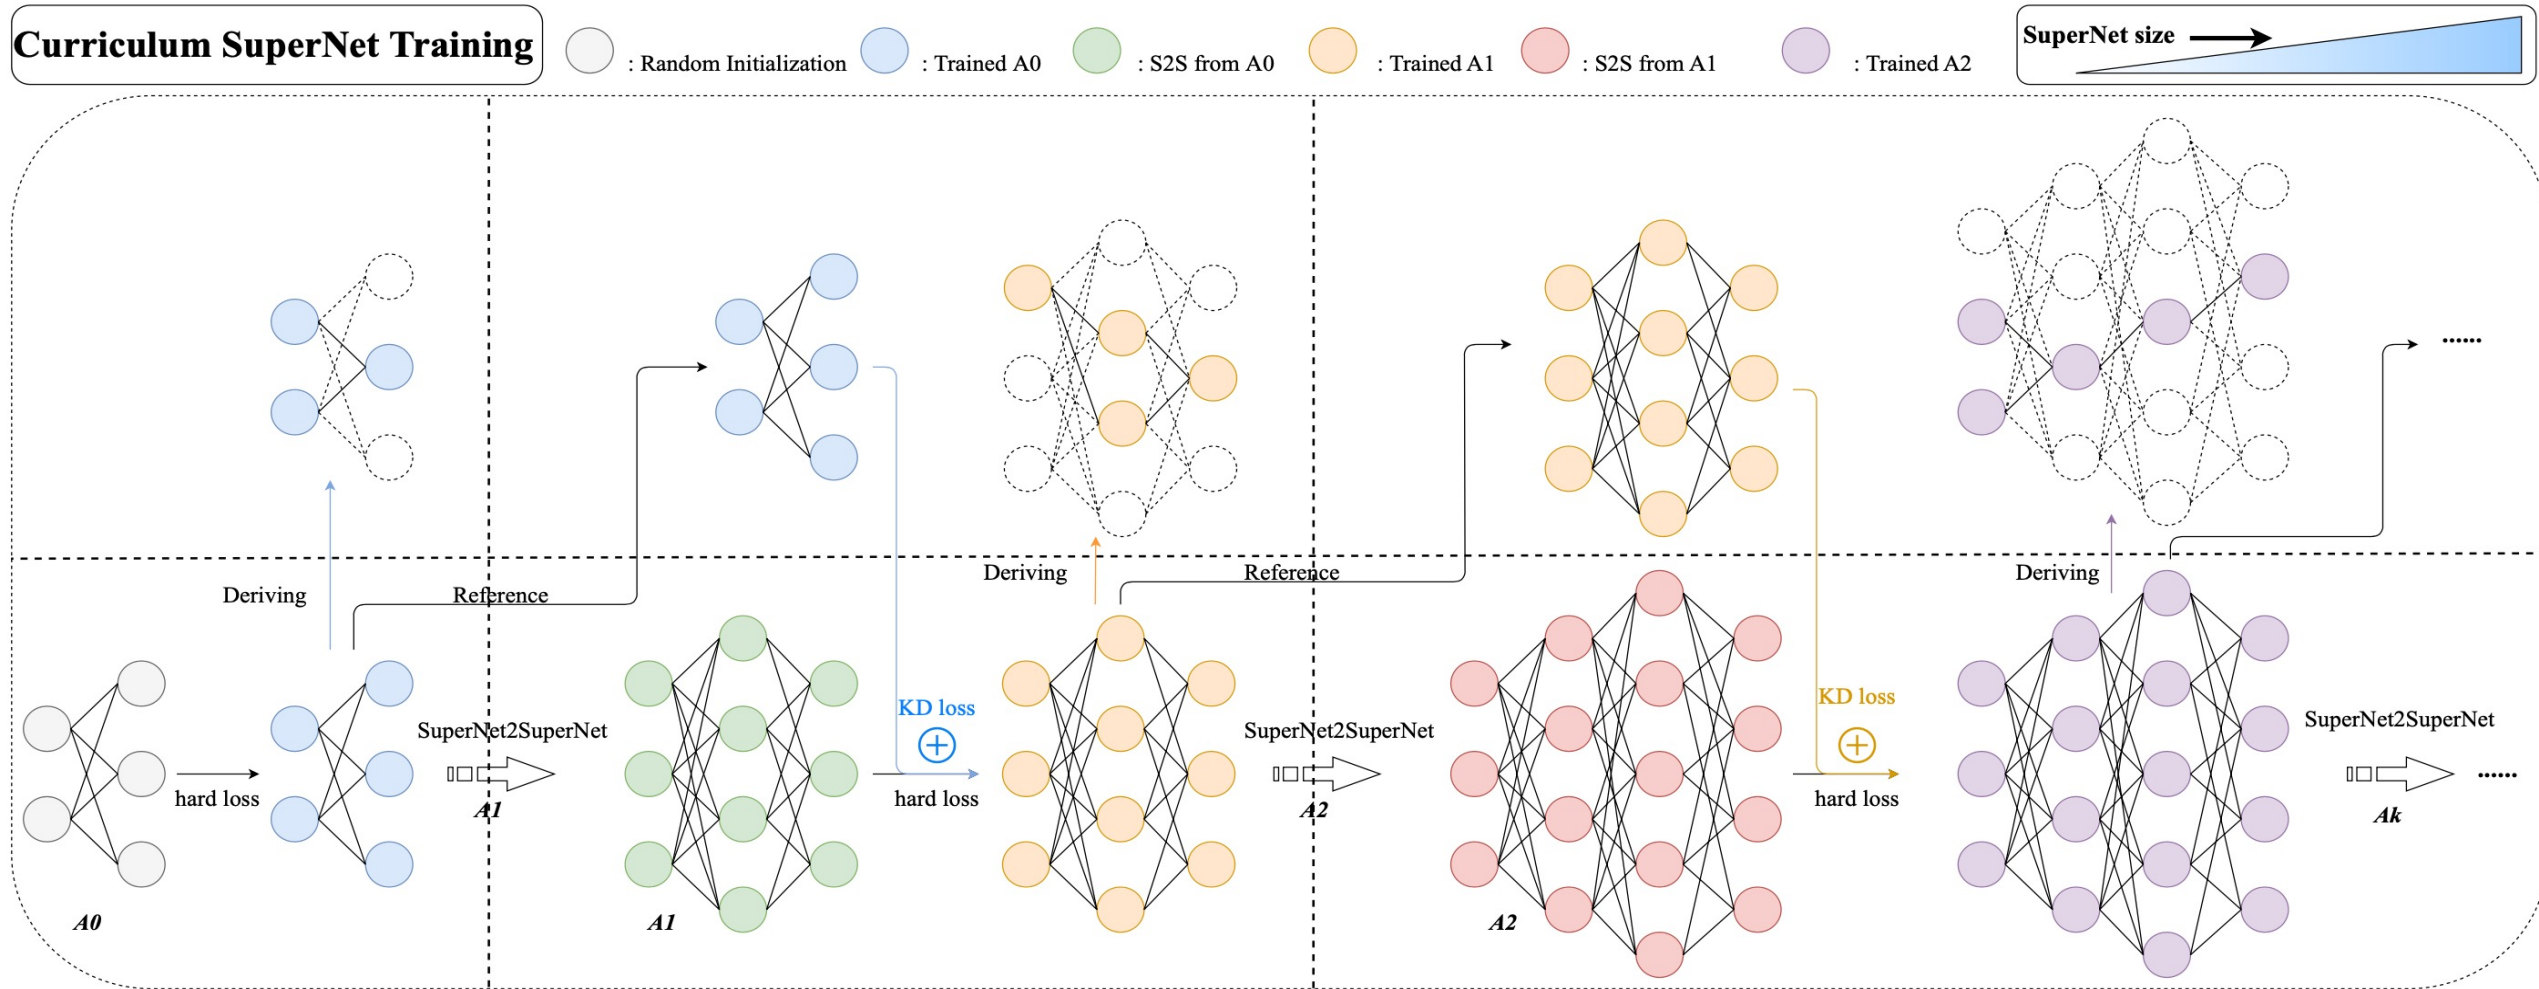 Curriculum SuperNet Training
: Random Initialization
: Trained A0
: S2S from A0
: Trained A1
: S2S from A1
: Trained A2
SuperNet size
Deriving
Reference
Deriving
Reference
Deriving
......
hard loss
SuperNet2SuperNet
A1
KD loss
hard loss
SuperNet2SuperNet
A2
KD loss
hard loss
SuperNet2SuperNet
Ak
......
A0
A1
A2